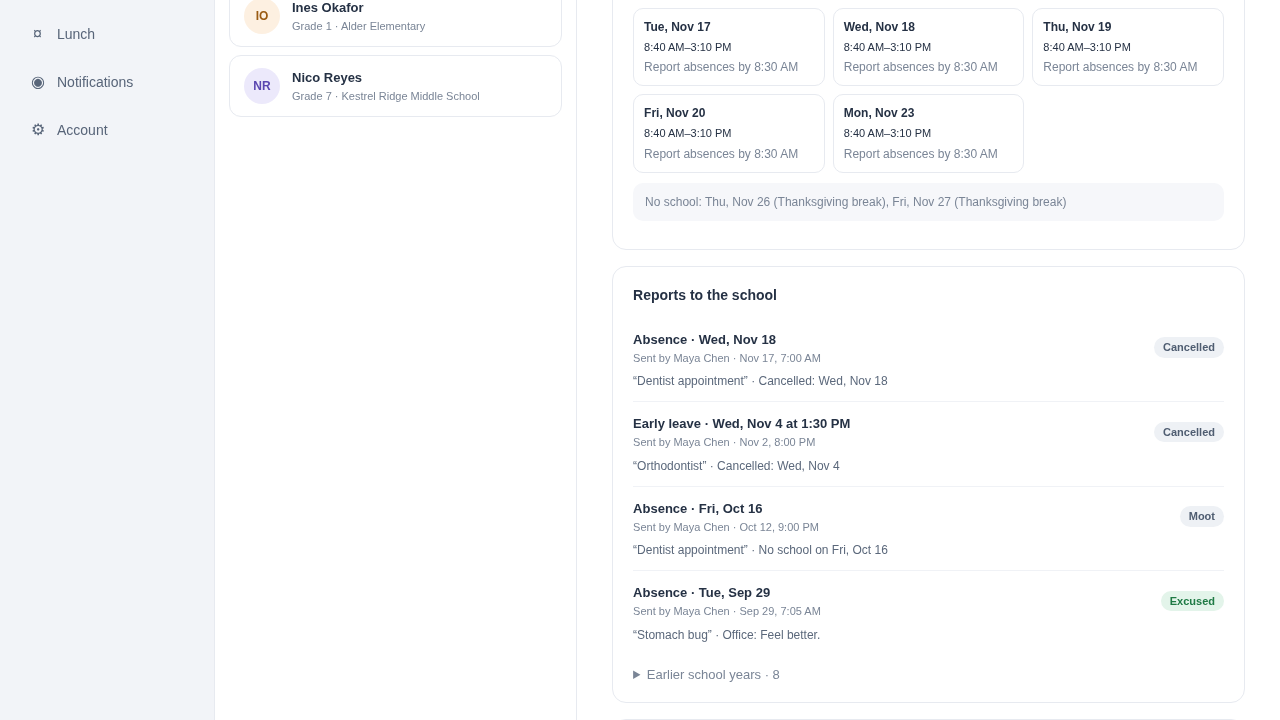 ¤ Lunch
◉ Notifications
⚙ Account
IO
Ines Okafor
Grade 1 · Alder Elementary
NR
Nico Reyes
Grade 7 · Kestrel Ridge Middle School
Tue, Nov 17
8:40 AM–3:10 PM
Report absences by 8:30 AM
Wed, Nov 18
8:40 AM–3:10 PM
Report absences by 8:30 AM
Thu, Nov 19
8:40 AM–3:10 PM
Report absences by 8:30 AM
Fri, Nov 20
8:40 AM–3:10 PM
Report absences by 8:30 AM
Mon, Nov 23
8:40 AM–3:10 PM
Report absences by 8:30 AM
No school: Thu, Nov 26 (Thanksgiving break), Fri, Nov 27 (Thanksgiving break)
Reports to the school
Absence · Wed, Nov 18
Sent by Maya Chen · Nov 17, 7:00 AM
Cancelled
“Dentist appointment” · Cancelled: Wed, Nov 18
Early leave · Wed, Nov 4 at 1:30 PM
Sent by Maya Chen · Nov 2, 8:00 PM
Cancelled
“Orthodontist” · Cancelled: Wed, Nov 4
Absence · Fri, Oct 16
Sent by Maya Chen · Oct 12, 9:00 PM
Moot
“Dentist appointment” · No school on Fri, Oct 16
Absence · Tue, Sep 29
Sent by Maya Chen · Sep 29, 7:05 AM
Excused
“Stomach bug” · Office: Feel better.
▶ Earlier school years · 8